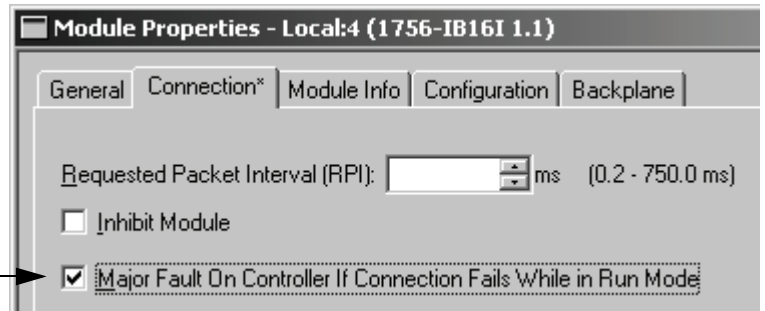 Module Properties - Local:4 (1756-IB16I 1.1)
General Connection* Module Info Configuration Backplane
Requested Packet Interval (RPI): ms (0.2 - 750.0 ms)
Inhibit Module
Major Fault On Controller If Connection Fails While in Run Mode